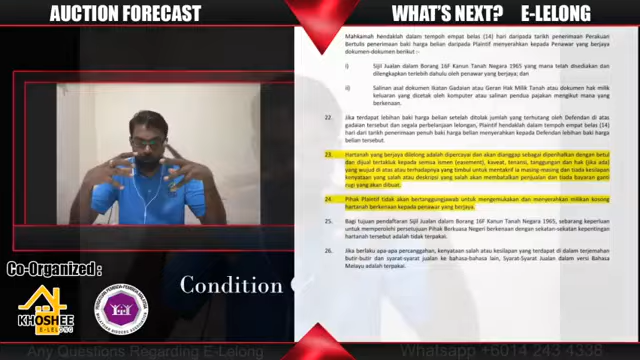 AUCTION FORECAST
WHAT'S NEXT? E-LELONG
Mahkamah hendaklah dalam tempoh empat belas (14) hari daripada tarikh penerimaan Perakuan
Bertulis penerimaan baki harga belian daripada Plaintif menyerahkan kepada Penawar yang berjaya
dokumen-dokumen berikut :-
i) Sijil Jualan dalam Borang 16F Kanun Tanah Negara 1965 yang mana telah disediakan dan
dilengkapkan terlebih dahulu oleh penawar yang berjaya; dan
ii) Salinan asal dokumen Ikatan Gadaian atau Geran Hak Milik Tanah atau dokumen hak milik
keluaran yang dicetak oleh komputer atau salinan pendua pajakan mengikut mana yang
berkenaan.
22. Jika terdapat lebihan baki harga belian setelah ditolak jumlah yang terhutang oleh Defendan di atas
gadaian tersebut dan segala perbelanjaan lelongan, Plaintif hendaklah dalam tempoh empat belas (14)
hari dari tarikh penerimaan penuh baki harga belian menyerahkan kepada Defendan lebihan baki harga
belian tersebut.
23. Hartanah yang berjaya dilelong adalah dipercayai dan akan dianggap sebagai diperihalkan dengan betul
dan dijual tertakluk kepada semua ismen (easement), kaveat, tenansi, tanggungan dan hak (jika ada)
yang wujud di atas atau terhadapnya yang timbul untuk mentakrif ia masing-masing dan tiada kesilapan
kenyataan yang salah atau deskripsi yang salah akan membatalkan penjualan dan tiada bayaran ganti
rugi yang akan dibuat.
24. Pihak Plaintif tidak akan bertanggungjawab untuk mengemukakan dan menyerahkan milikan kosong
hartanah berkenaan kepada penawar yang berjaya.
25. Bagi tujuan pendaftaran Sijil Jualan dalam Borang 16F Kanun Tanah Negara 1965, sebarang keperluan
untuk memperolehi persetujuan Pihak Berkuasa Negeri berkenaan dengan sekatan-sekatan kepentingan
hartanah tersebut adalah tidak terpakai.
26. Jika berlaku apa-apa percanggahan, kenyataan salah atau kesilapan yang terdapat di dalam terjemahan
butir-butir dan syarat-syarat jualan ke bahasa-bahasa lain, Syarat-Syarat Jualan dalam versi Bahasa
Melayu adalah terpakai.
Co-Organized :
Condition
KHOSHEE
E-LELONG
Any Questions Regarding E-Lelong
Whatsapp +6014 243 4338